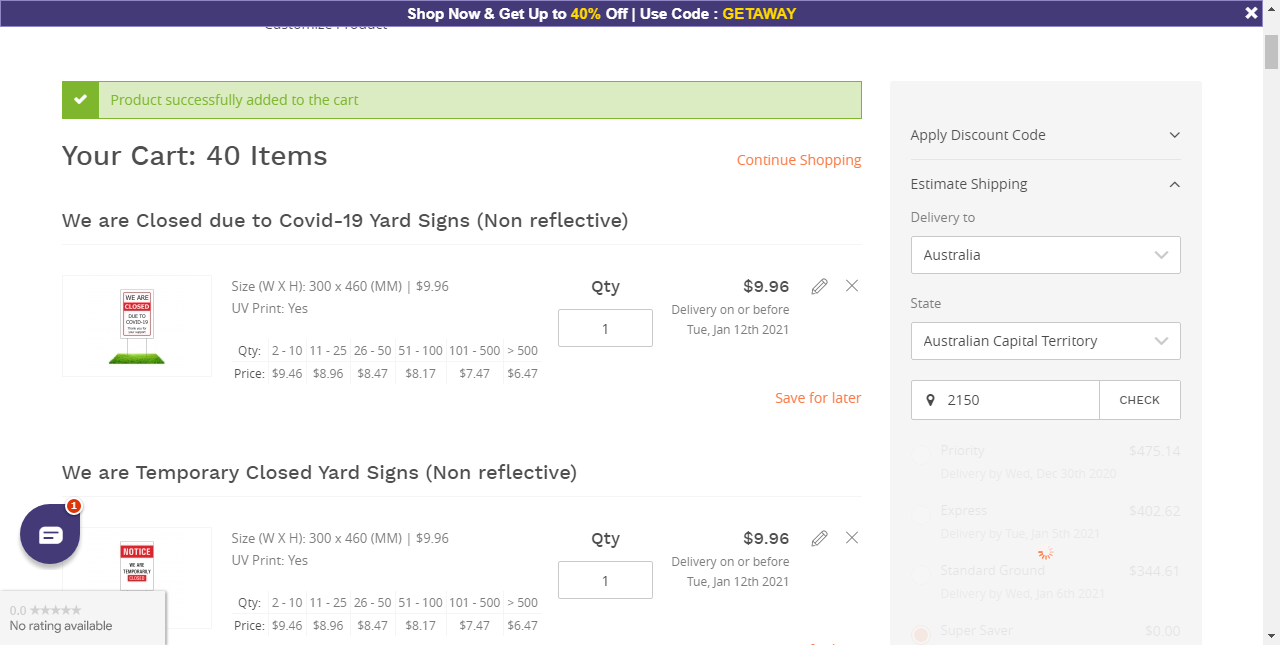 Shop Now & Get Up to 40% Off | Use Code : GETAWAY
Customize Product
Product successfully added to the cart
Your Cart: 40 Items
Continue Shopping
We are Closed due to Covid-19 Yard Signs (Non reflective)
WE ARE
CLOSED
DUE TO
COVID-19
Thank you for
your support
Size (W X H): 300 x 460 (MM) | $9.96
UV Print: Yes
Qty: 2 - 10 11 - 25 26 - 50 51 - 100 101 - 500 > 500
Price: $9.46 $8.96 $8.47 $8.17 $7.47 $6.47
Qty
1
$9.96
Delivery on or before
Tue, Jan 12th 2021
Save for later
We are Temporary Closed Yard Signs (Non reflective)
NOTICE
WE ARE
TEMPORARILY
CLOSED
Size (W X H): 300 x 460 (MM) | $9.96
UV Print: Yes
Qty: 2 - 10 11 - 25 26 - 50 51 - 100 101 - 500 > 500
Price: $9.46 $8.96 $8.47 $8.17 $7.47 $6.47
Qty
1
$9.96
Delivery on or before
Tue, Jan 12th 2021
1
0.0
No rating available
Apply Discount Code
Estimate Shipping
Delivery to
Australia
State
Australian Capital Territory
2150 CHECK
Priority $475.14
Delivery by Wed, Dec 30th 2020
Express $402.62
Delivery by Tue, Jan 5th 2021
Standard Ground $344.61
Delivery by Wed, Jan 6th 2021
Super Saver $0.00